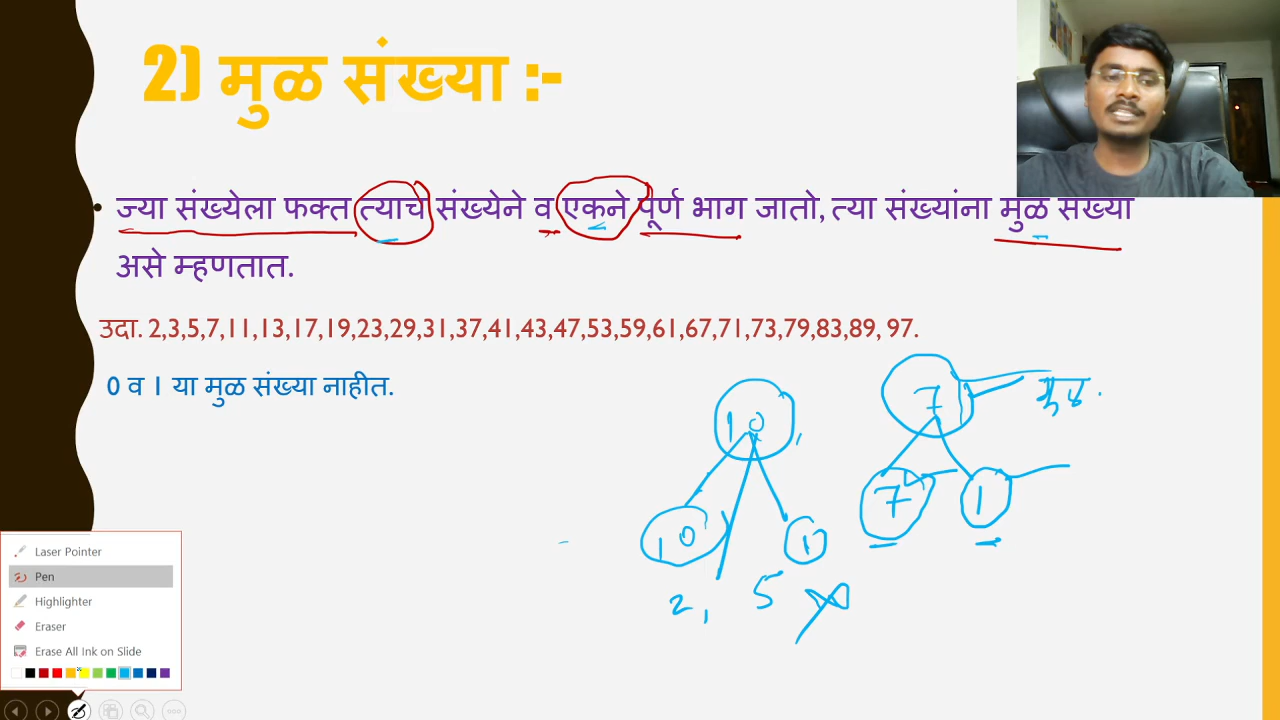 2) मुळ संख्या :-
• ज्या संख्येला फक्त त्याचे संख्येने व एकने पूर्ण भाग जातो, त्या संख्यांना मुळ संख्या
असे म्हणतात.
उदा. 2,3,5,7,11,13,17,19,23,29,31,37,41,43,47,53,59,61,67,71,73,79,83,89, 97.
0 व 1 या मुळ संख्या नाहीत.
7 मुळ.
10,
7 1
10 1
2, 5
Laser Pointer
Pen
Highlighter
Eraser
Erase All Ink on Slide